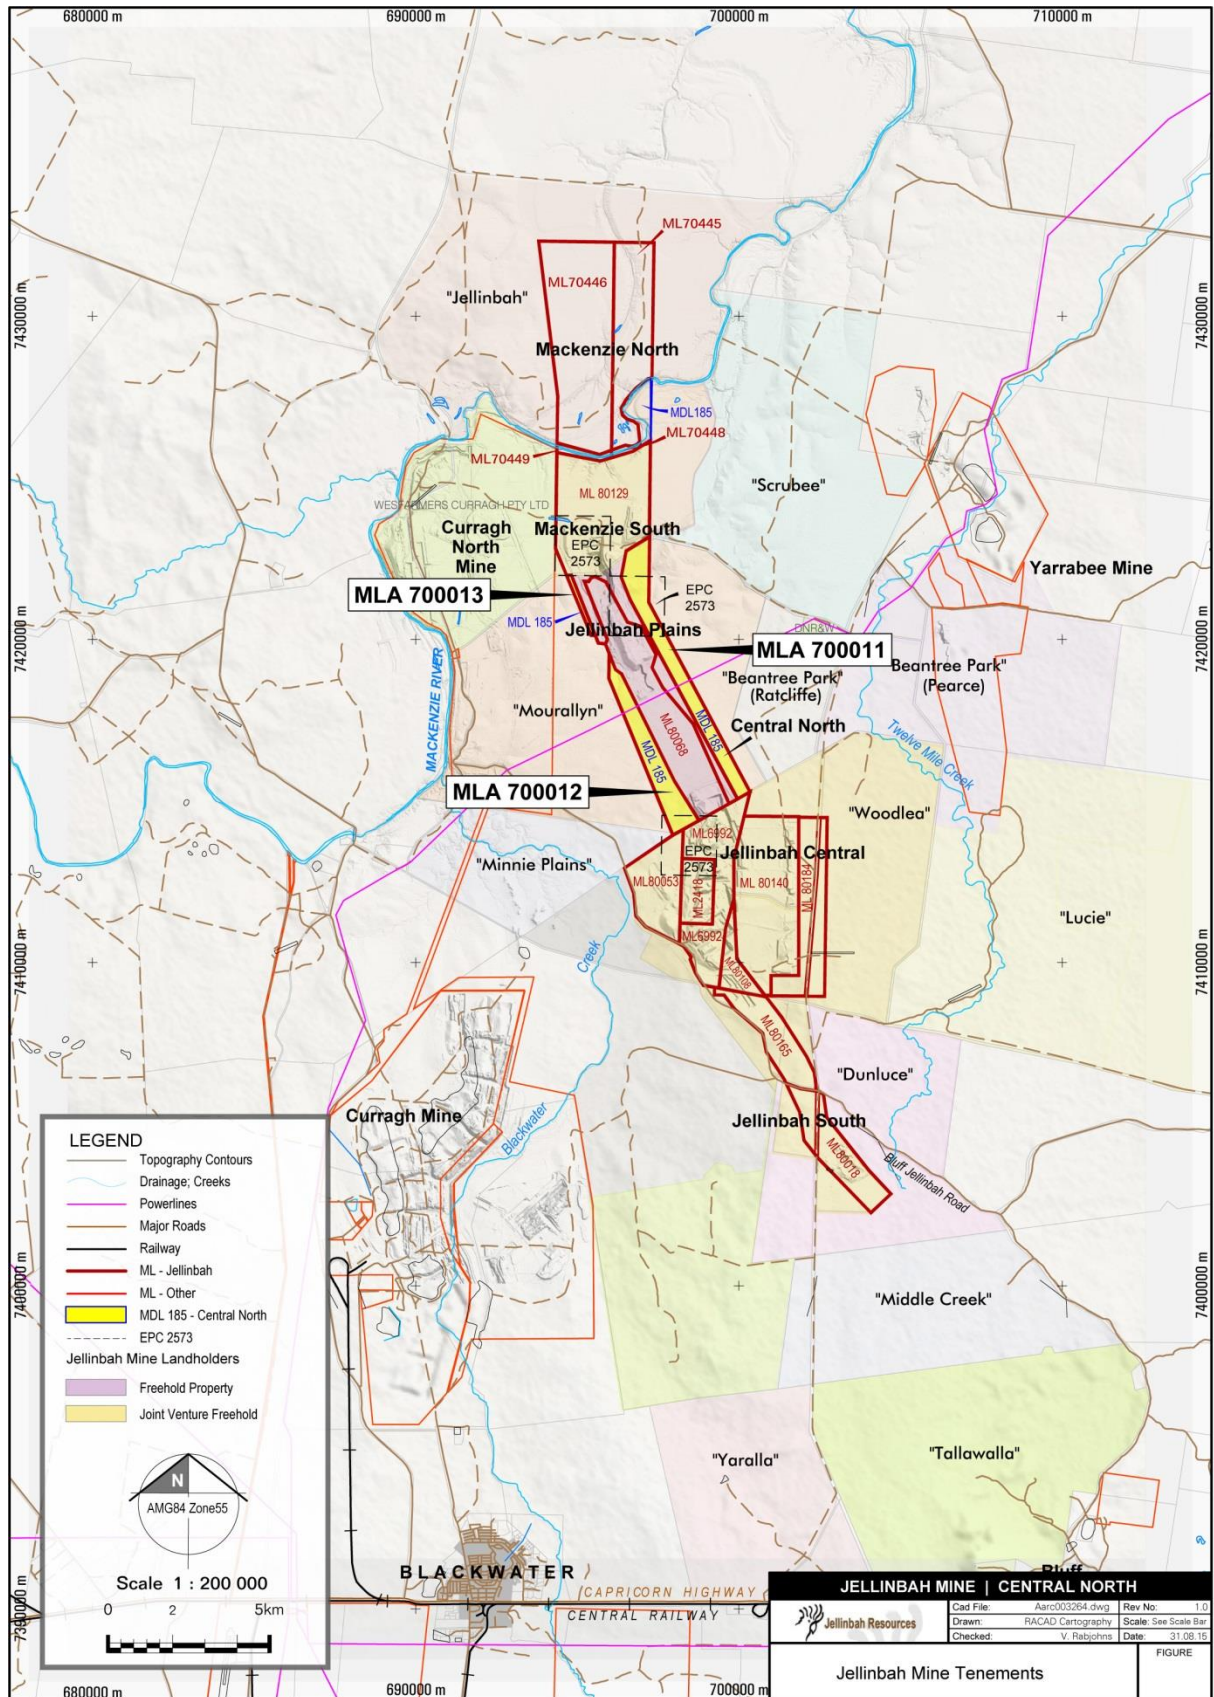 680000 m
690000 m
700000 m
710000 m
7430000 m
7430000 m
ML70445
ML70446
"Jellinbah"
Mackenzie North
MDL185
ML70448
ML70449
ML 80129
"Scrubee"
WESFARMERS CURRAGH PTY LTD
Curragh
North
Mine
Mackenzie South
EPC
2573
Yarrabee Mine
MLA 700013
EPC
2573
MDL 185
Jellinbah Plains
DNR&W
7420000 m
7420000 m
MLA 700011
"Beantree Park"
(Ratcliffe)
Beantree Park"
(Pearce)
MACKENZIE RIVER
"Mourallyn"
ML80068
MDL 185
MDL 185
Central North
Twelve Mile Creek
MLA 700012
"Woodlea"
ML6992
EPC
2573
Jellinbah Central
"Minnie Plains"
ML80053
ML2418
ML 80140
ML 80184
"Lucie"
ML6992
Creek
ML80108
7410000 m
7410000 m
ML80165
"Dunluce"
Curragh Mine
Blackwater
Jellinbah South
ML80018
Bluff Jellinbah Road
7400000 m
7400000 m
"Middle Creek"
"Yaralla"
"Tallawalla"
LEGEND
Topography Contours
Drainage; Creeks
Powerlines
Major Roads
Railway
ML - Jellinbah
ML - Other
MDL 185 - Central North
EPC 2573
Jellinbah Mine Landholders
Freehold Property
Joint Venture Freehold
N
AMG84 Zone55
Scale 1 : 200 000
0 2 5km
BLACKWATER
CAPRICORN HIGHWAY
CENTRAL RAILWAY
Bluff
7390000 m
JELLINBAH MINE | CENTRAL NORTH
Jellinbah Resources
Cad File: Aarc003264.dwg Rev No: 1.0
Drawn: RACAD Cartography Scale: See Scale Bar
Checked: V. Rabjohns Date: 31.08.15
Jellinbah Mine Tenements
FIGURE
680000 m
690000 m
700000 m